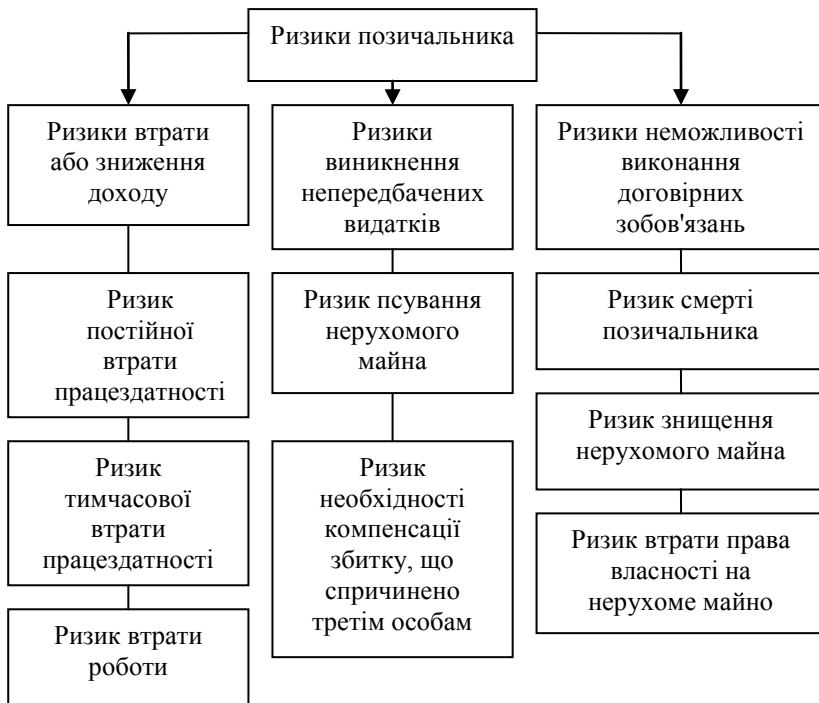 Ризики позичальника
Ризики втрати
або зниження
доходу
Ризик
постійної
втрати
працездатності
Ризик
тимчасової
втрати
працездатності
Ризик втрати
роботи
Ризики
виникнення
непередбачених
видатків
Ризик псування
нерухомого
майна
Ризик
необхідності
компенсації
збитку, що
спричинено
третім особам
Ризики неможливості
виконання
договірних
зобов'язань
Ризик смерті
позичальника
Ризик знищення
нерухомого майна
Ризик втрати права
власності на
нерухоме майно